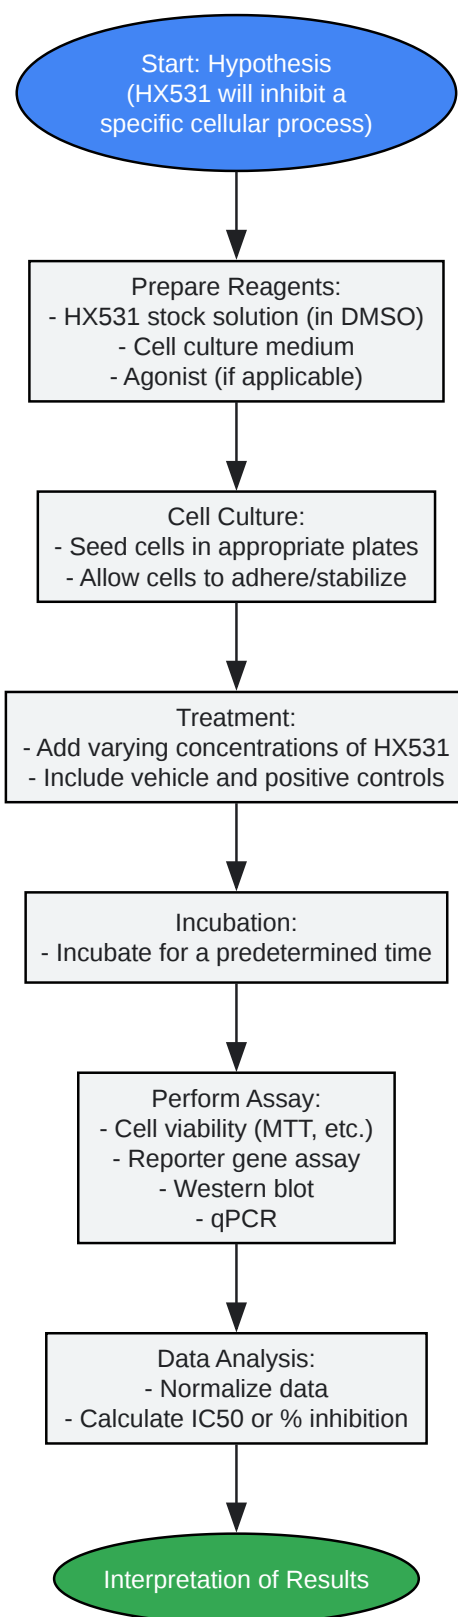 Start: Hypothesis
(HX531 will inhibit a
specific cellular process)
Prepare Reagents:
- HX531 stock solution (in DMSO)
- Cell culture medium
- Agonist (if applicable)
Cell Culture:
- Seed cells in appropriate plates
- Allow cells to adhere/stabilize
Treatment:
- Add varying concentrations of HX531
- Include vehicle and positive controls
Incubation:
- Incubate for a predetermined time
Perform Assay:
- Cell viability (MTT, etc.)
- Reporter gene assay
- Western blot
- qPCR
Data Analysis:
- Normalize data
- Calculate IC50 or % inhibition
Interpretation of Results